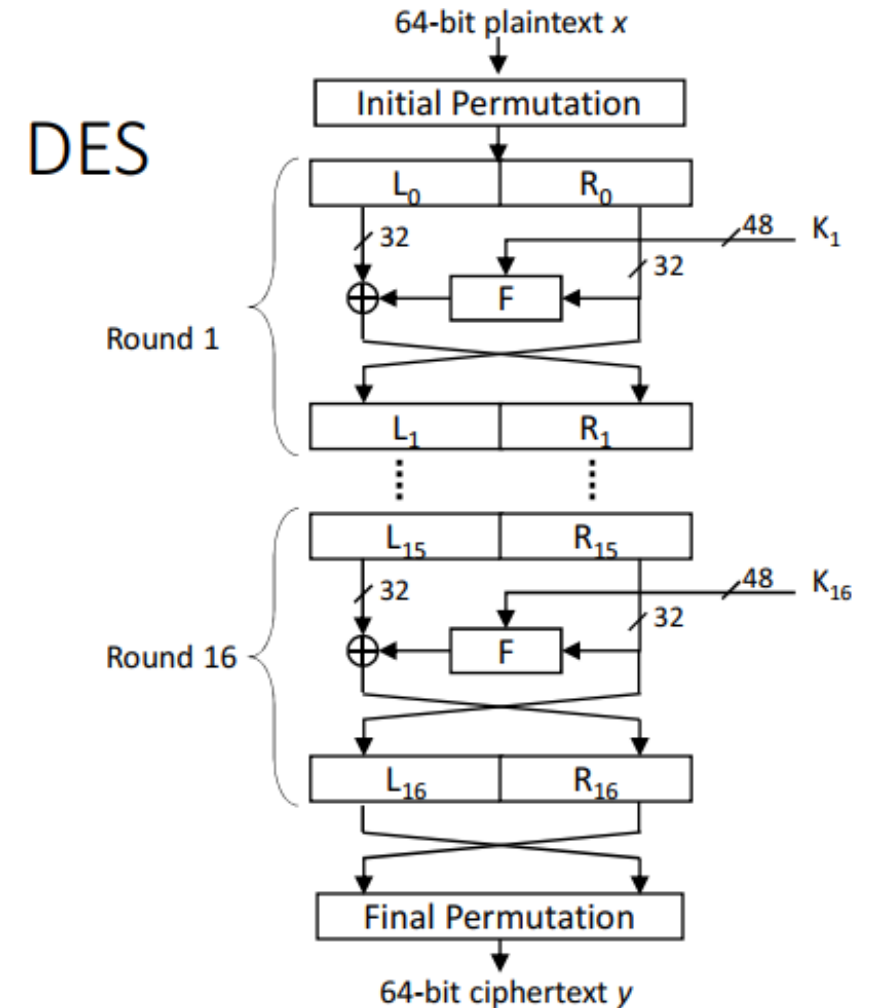 64-bit plaintext x
Initial Permutation
DES
L₀ R₀
32
48 K₁
32
F
Round 1
L₁ R₁
L₁₅ R₁₅
32
48 K₁₆
32
F
Round 16
L₁₆ R₁₆
Final Permutation
64-bit ciphertext y